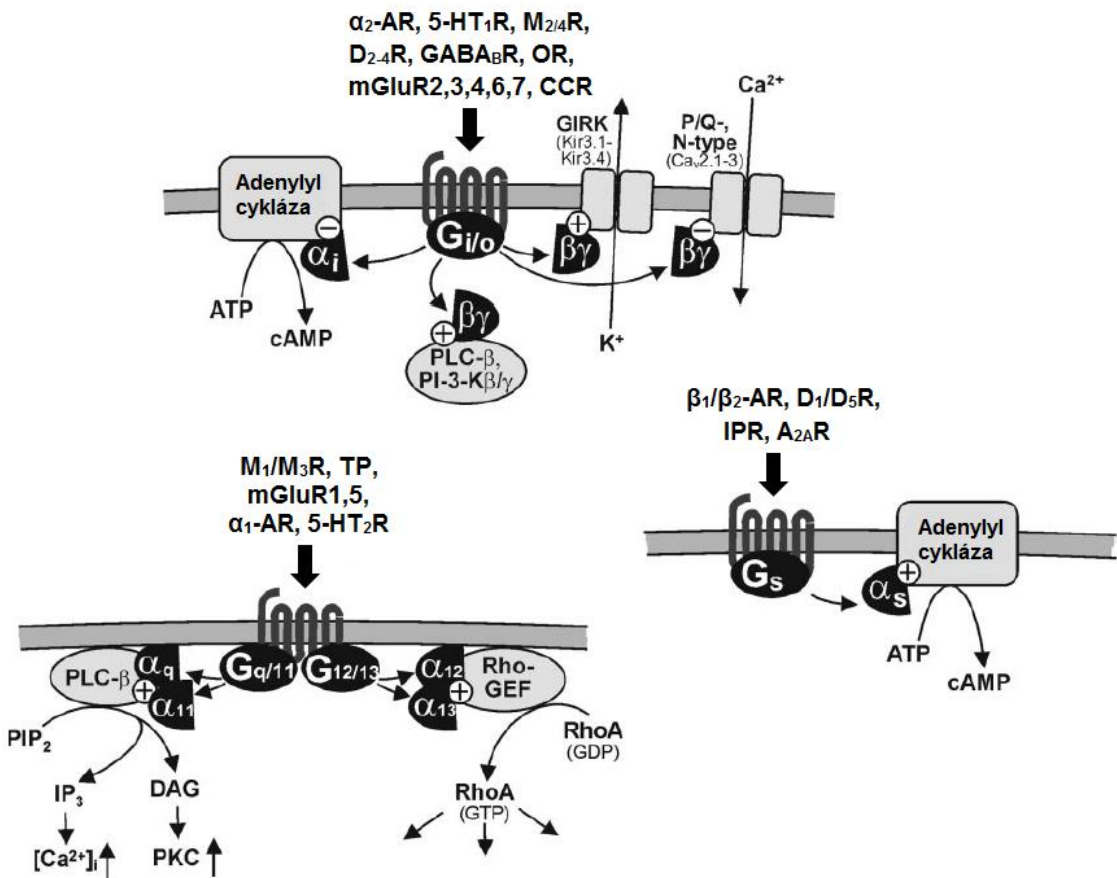 α₂-AR, 5-HT₁R, M₂/₄R,
D₂₋₄R, GABA_BR, OR,
mGluR2,3,4,6,7, CCR
GIRK
(Kir3.1-
Kir3.4)
P/Q-,
N-type
(Caᵥ2.1-3)
Ca²⁺
Adenylyl
cykláza
−
αᵢ
Gi/o
+
βγ
−
βγ
ATP
cAMP
+
βγ
PLC-β,
PI-3-Kβ/γ
K⁺
β₁/β₂-AR, D₁/D₅R,
IPR, A₂AR
Gs
+
αs
Adenylyl
cykláza
ATP
cAMP
M₁/M₃R, TP,
mGluR1,5,
α₁-AR, 5-HT₂R
PLC-β
αq
+
α₁₁
Gq/11
G12/13
α₁₂
+
α₁₃
Rho-
GEF
PIP₂
IP₃
DAG
[Ca²⁺]ᵢ
PKC
RhoA
(GDP)
RhoA
(GTP)